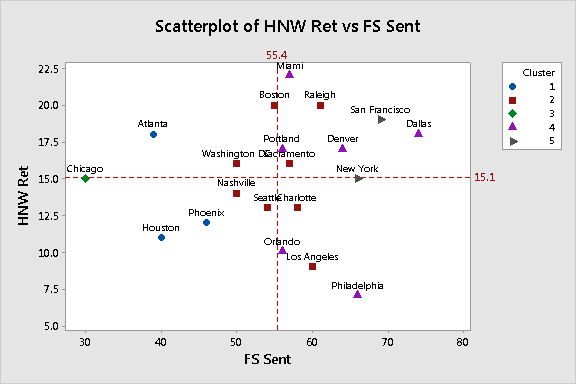 Scatterplot of HNW Ret vs FS Sent
55.4
Miami
22.5
Cluster
1
2
3
4
5
Boston
Raleigh
20.0
San Francisco
Atlanta
Dallas
17.5
Portland
Denver
Washington DC
Sacramento
Chicago
New York
15.0
15.1
Nashville
Seattle
Charlotte
12.5
Phoenix
Houston
Orlando
10.0
Los Angeles
7.5
Philadelphia
5.0
HNW Ret
30 40 50 60 70 80
FS Sent